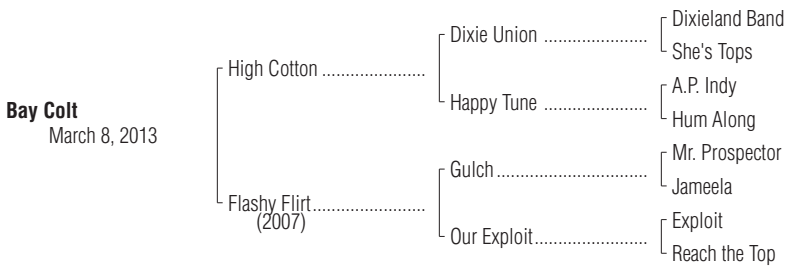 Dixieland Band
Dixie Union ......................
She's Tops
High Cotton ......................
A.P. Indy
Happy Tune ......................
Hum Along
Bay Colt
March 8, 2013
Mr. Prospector
Gulch ................................
Jameela
Flashy Flirt ........................
(2007)
Exploit
Our Exploit ........................
Reach the Top